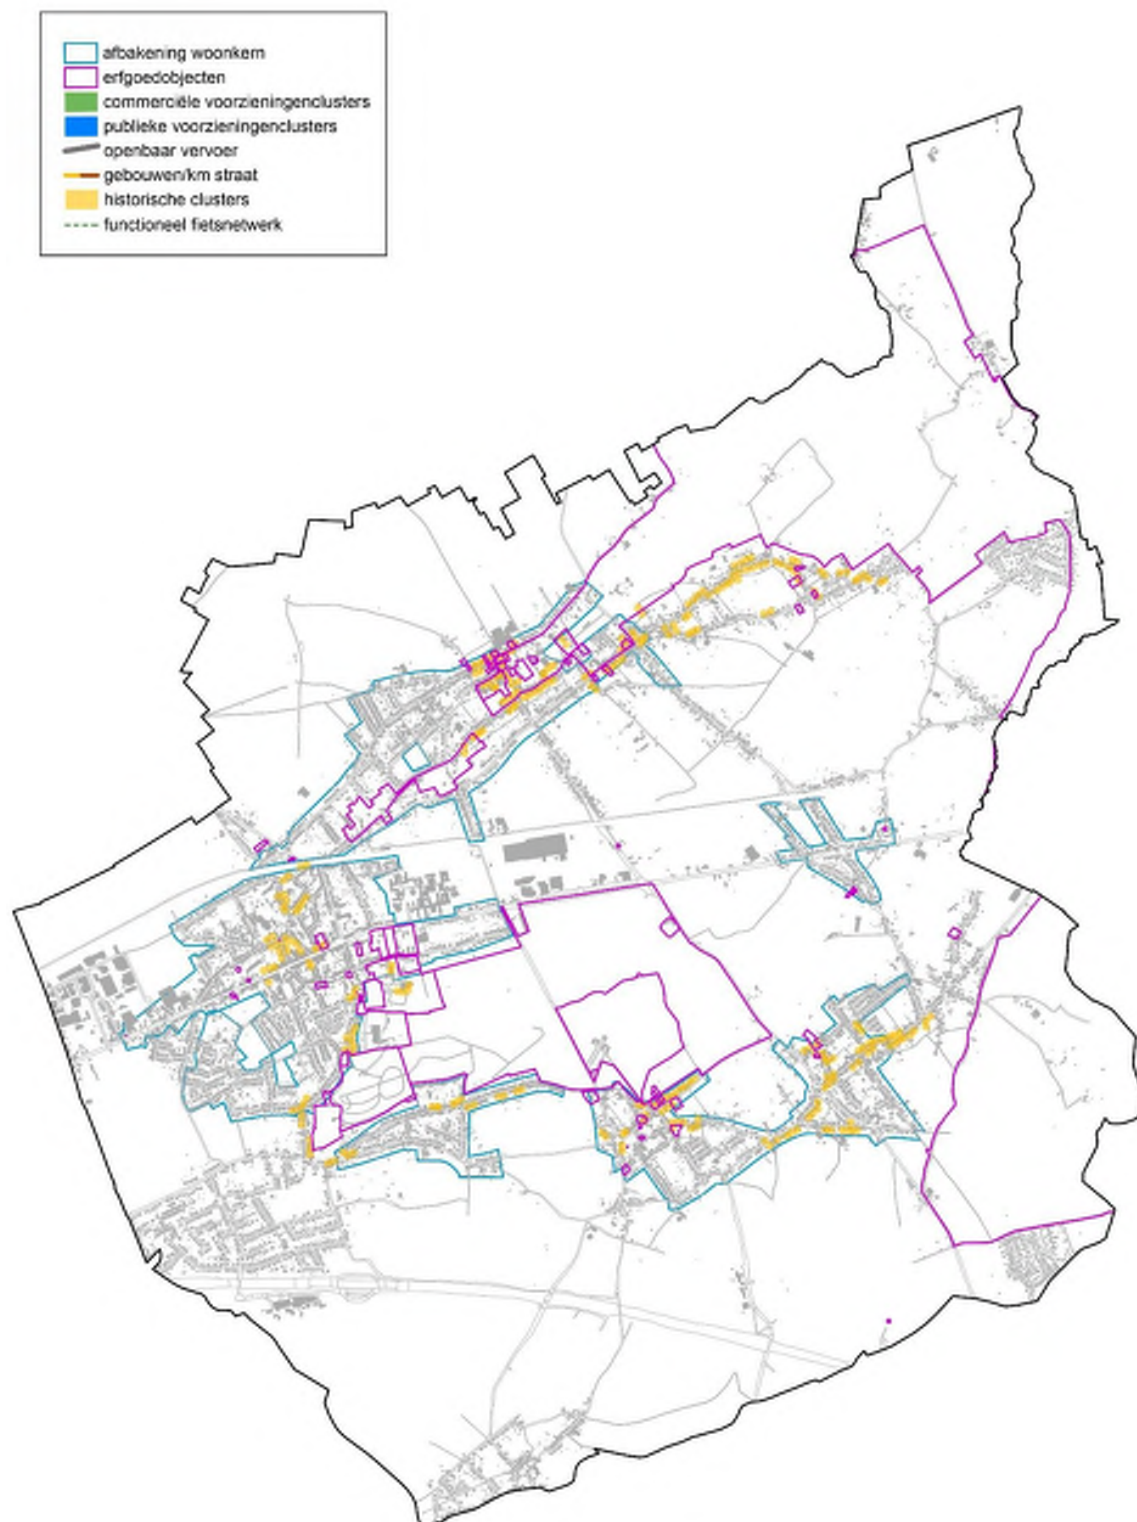 afbakening woonkern
erfgoedobjecten
commerciële voorzieningenclusters
publieke voorzieningenclusters
openbaar vervoer
gebouwen/km straat
historische clusters
functioneel fietsnetwerk